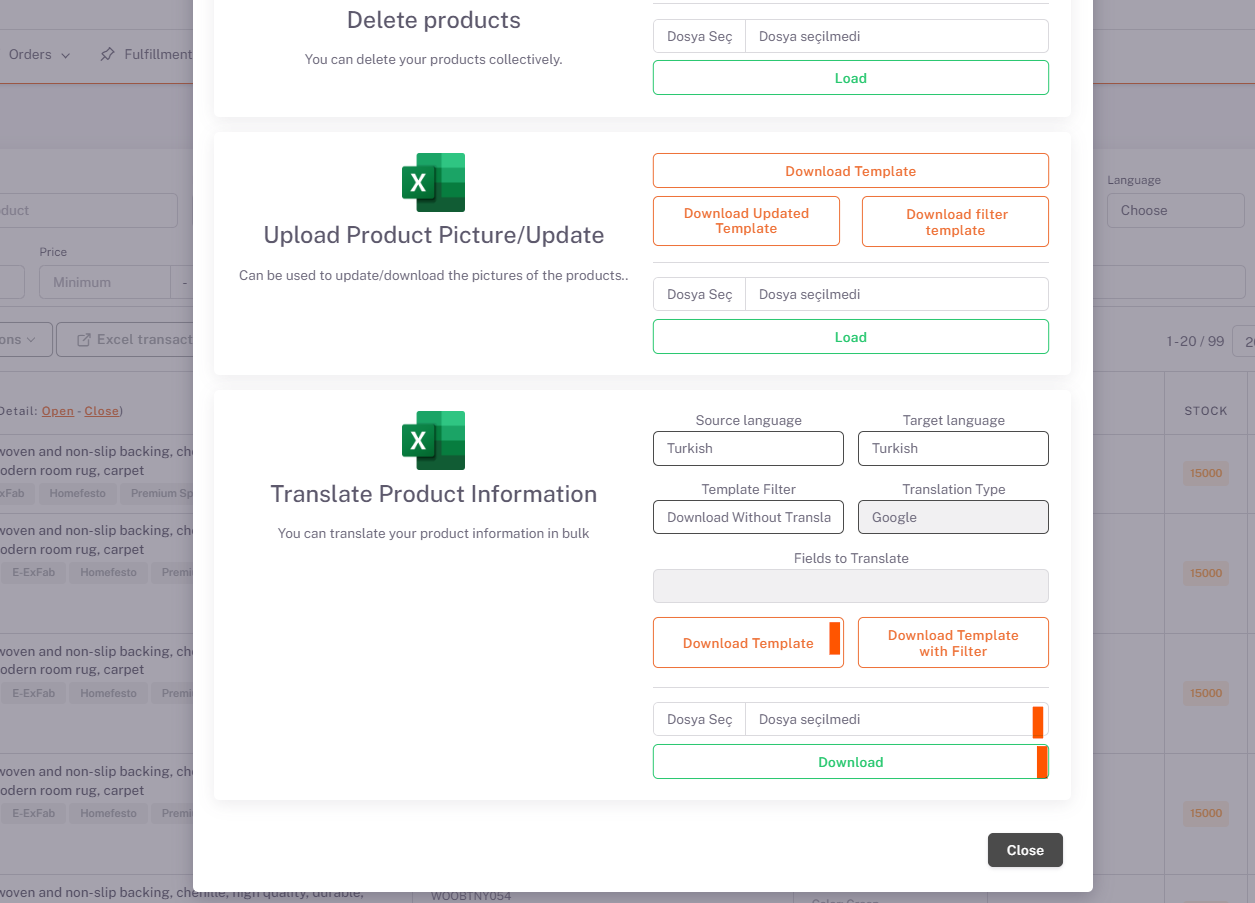 Delete products
You can delete your products collectively.
Dosya Seç Dosya seçilmedi
Load
Orders
Fulfillment
Upload Product Picture/Update
Can be used to update/download the pictures of the products..
Download Template
Download Updated
Template
Download filter
template
Dosya Seç Dosya seçilmedi
Load
Language
Choose
Price
Minimum -
Excel transact
1-20 / 99
Detail: Open - Close)
STOCK
Translate Product Information
You can translate your product information in bulk
Source language
Turkish
Target language
Turkish
Template Filter
Download Without Transla
Translation Type
Google
Fields to Translate
Download Template
Download Template
with Filter
Dosya Seç Dosya seçilmedi
Download
Close
woven and non-slip backing, che
odern room rug, carpet
xFab Homefesto Premium Sp
15000
woven and non-slip backing, che
odern room rug, carpet
E-ExFab Homefesto Premi
15000
woven and non-slip backing, che
odern room rug, carpet
E-ExFab Homefesto Premi
15000
woven and non-slip backing, che
odern room rug, carpet
E-ExFab Homefesto Premi
15000
woven and non-slip backing, chenille, high quality, durable,
WOOBTNY054